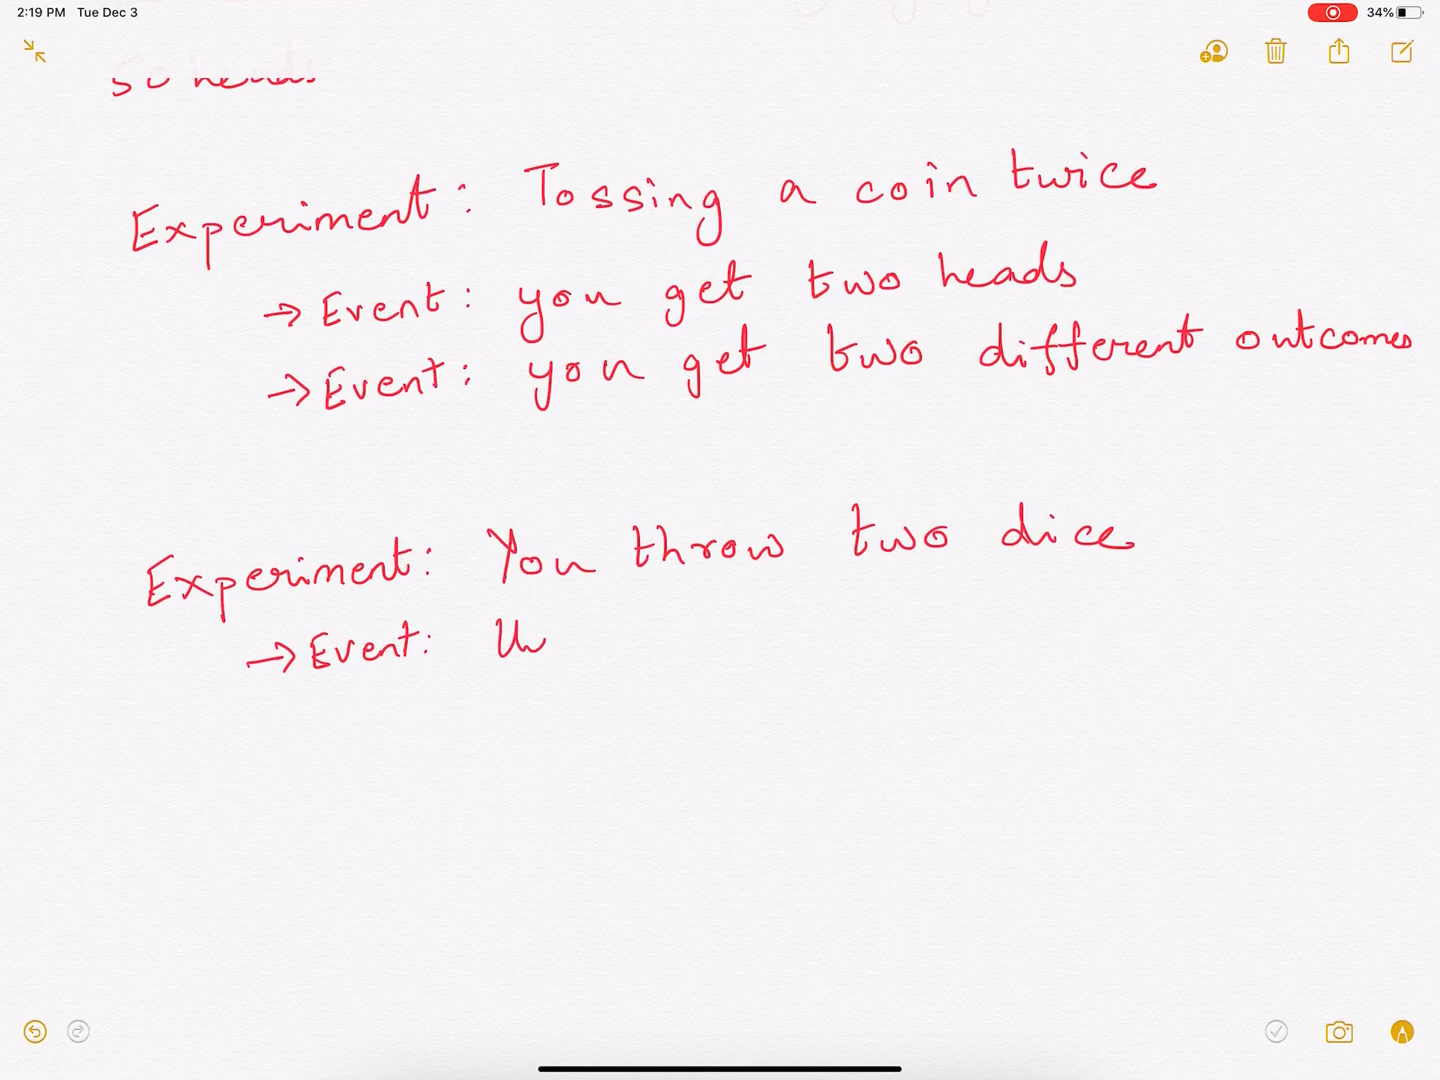 2:19 PM Tue Dec 3
34%
Experiment: Tossing a coin twice
→ Event: you get two heads
→ Event: you get two different outcomes
Experiment: You throw two dice
→ Event: